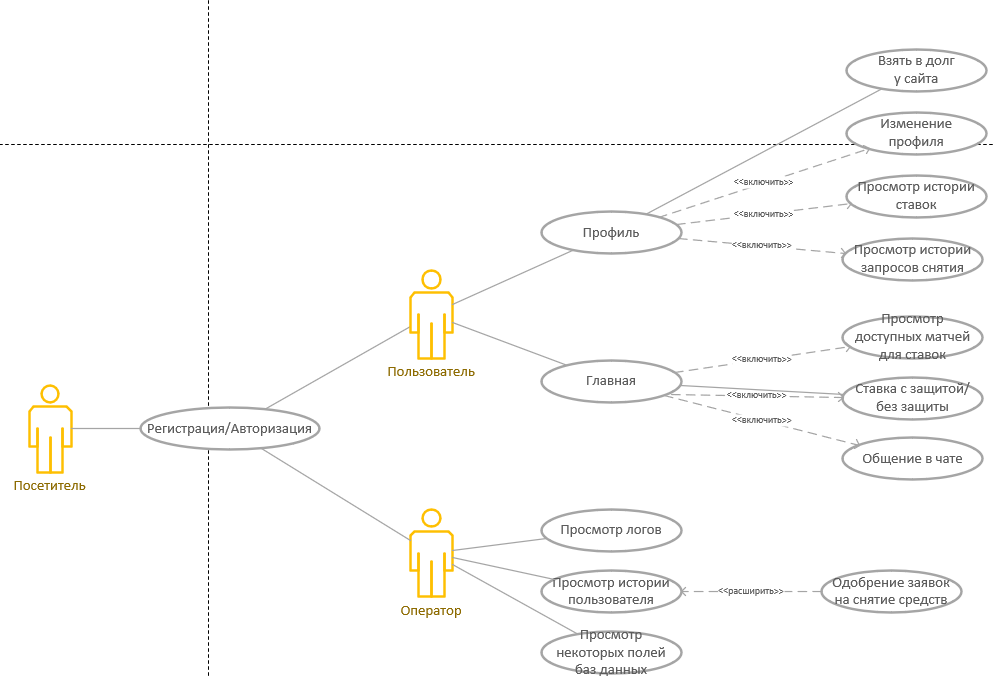 Взять в долг
у сайта
Изменение
профиля
<<включить>>
Просмотр истории
ставок
<<включить>>
Профиль
<<включить>>
Просмотр истории
запросов снятия
Пользователь
Просмотр
доступных матчей
для ставок
<<включить>>
Главная
Ставка с защитой/
без защиты
<<включить>>
<<включить>>
Общение в чате
Регистрация/Авторизация
Посетитель
Просмотр логов
Просмотр истории
пользователя
<<расширить>>
Одобрение заявок
на снятие средств
Оператор
Просмотр
некоторых полей
баз данных